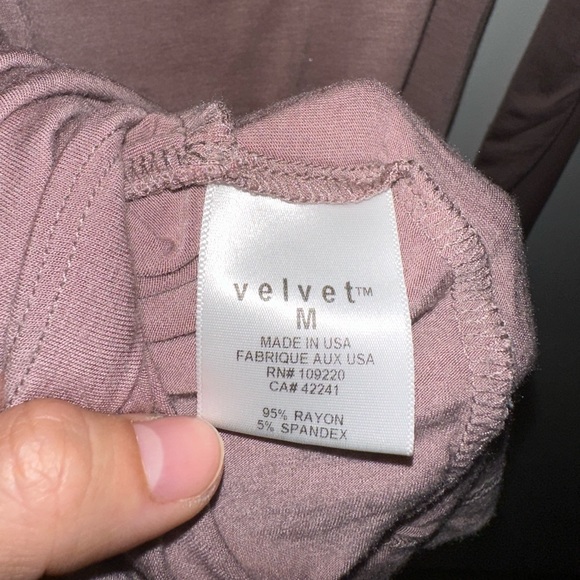 velvet™
M
MADE IN USA
FABRIQUE AUX USA
RN# 109220
CA# 42241
95% RAYON
5% SPANDEX